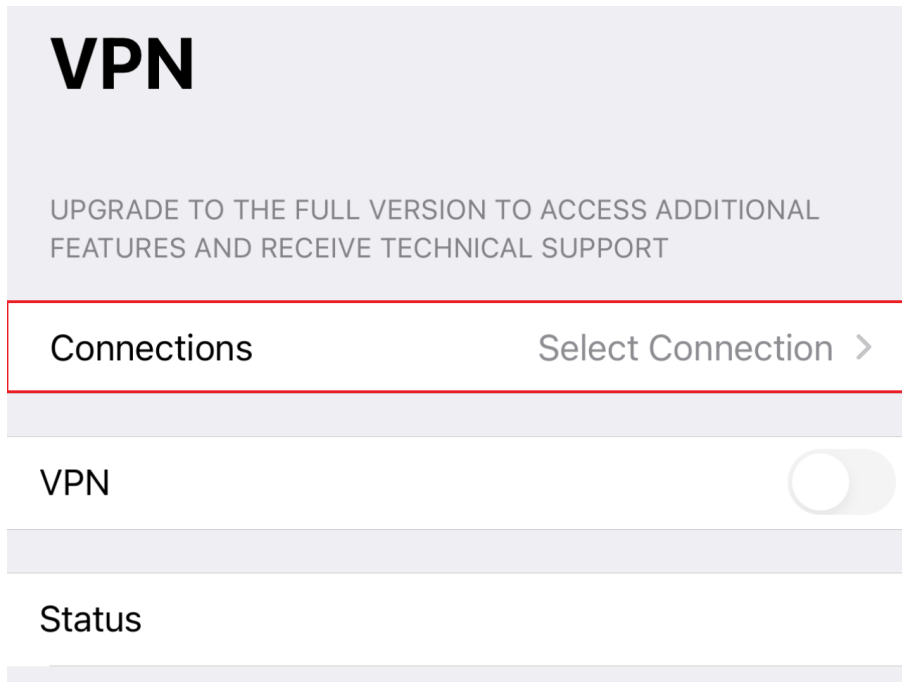 VPN
UPGRADE TO THE FULL VERSION TO ACCESS ADDITIONAL
FEATURES AND RECEIVE TECHNICAL SUPPORT
Connections Select Connection
VPN
Status